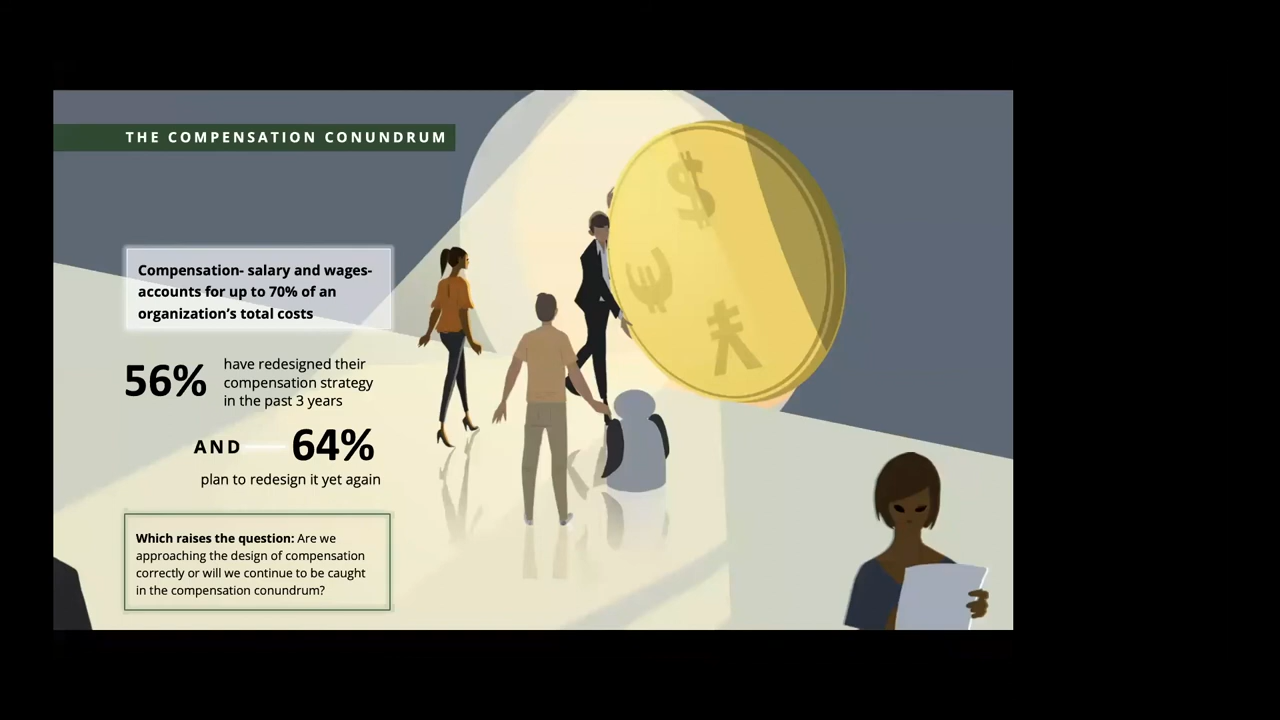 THE COMPENSATION CONUNDRUM
Compensation- salary and wages-
accounts for up to 70% of an
organization's total costs
56%
have redesigned their
compensation strategy
in the past 3 years
AND 64%
plan to redesign it yet again
Which raises the question: Are we
approaching the design of compensation
correctly or will we continue to be caught
in the compensation conundrum?
$
€